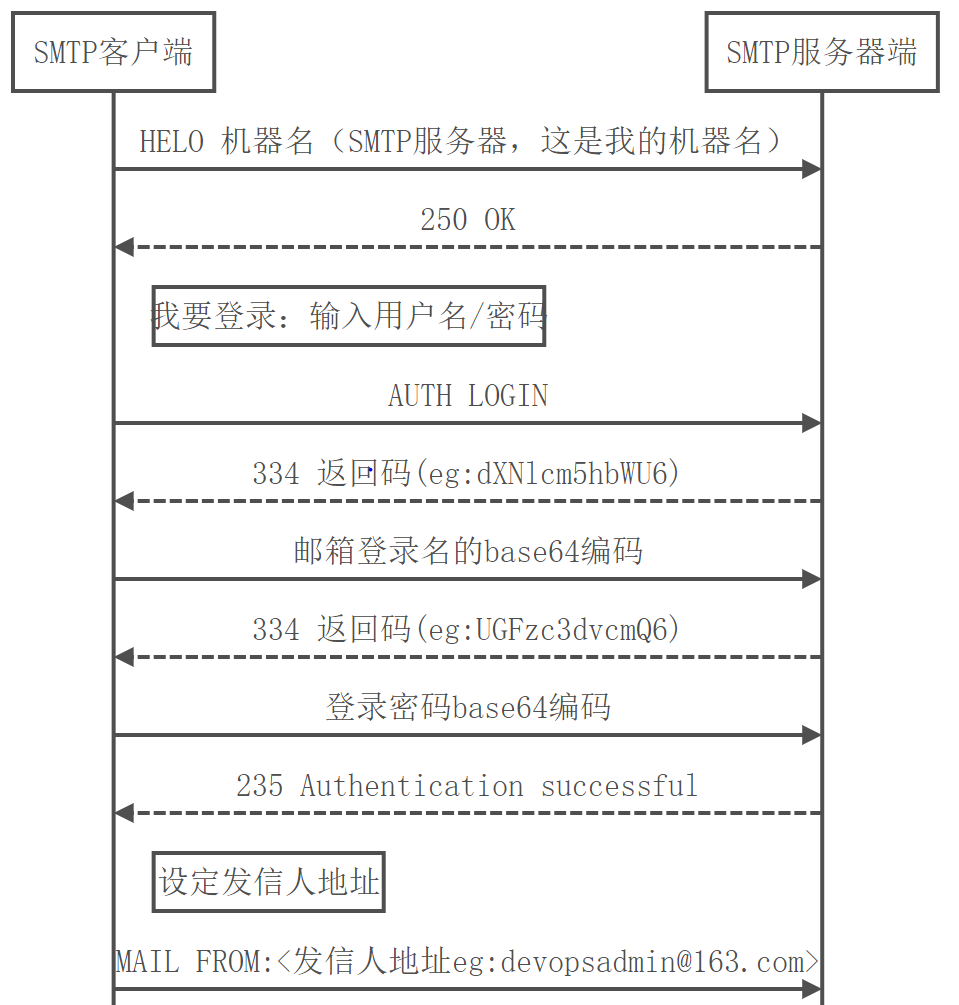 SMTP客户端
SMTP服务器端
HELO 机器名（SMTP服务器，这是我的机器名）
250 OK
我要登录：输入用户名/密码
AUTH LOGIN
334 返回码(eg:dXNlcm5hbWU6)
邮箱登录名的base64编码
334 返回码(eg:UGFzc3dvcmQ6)
登录密码base64编码
235 Authentication successful
设定发信人地址
MAIL FROM:<发信人地址eg:devopsadmin@163.com>